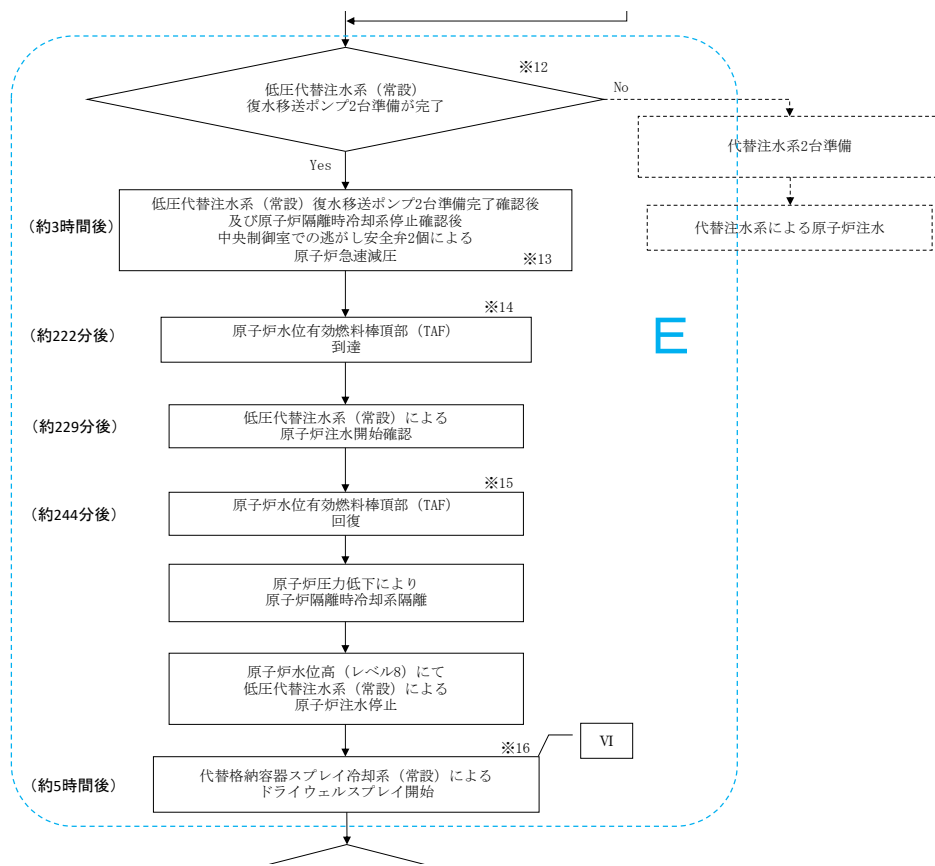 ※12
低圧代替注水系（常設）
復水移送ポンプ2台準備が完了
No
代替注水系2台準備
代替注水系による原子炉注水
Yes
（約3時間後）
低圧代替注水系（常設）復水移送ポンプ2台準備完了確認後
及び原子炉隔離時冷却系停止確認後
中央制御室での逃がし安全弁2個による
原子炉急速減圧
※13
※14
（約222分後）
原子炉水位有効燃料棒頂部（TAF）
到達
E
（約229分後）
低圧代替注水系（常設）による
原子炉注水開始確認
※15
（約244分後）
原子炉水位有効燃料棒頂部（TAF）
回復
原子炉圧力低下により
原子炉隔離時冷却系隔離
原子炉水位高（レベル8）にて
低圧代替注水系（常設）による
原子炉注水停止
※16
Ⅵ
（約5時間後）
代替格納容器スプレイ冷却系（常設）による
ドライウェルスプレイ開始